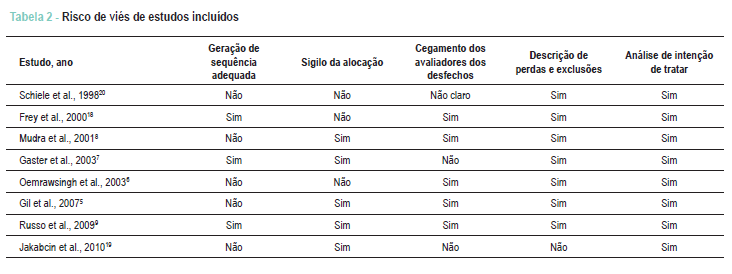 Tabela 2 - Risco de viés de estudos incluídos
Estudo, ano Geração de sequência adequada Sigilo da alocação Cegamento dos avaliadores dos desfechos Descrição de perdas e exclusões Análise de intenção de tratar
Schiele et al., 1998²⁰ Não Não Não claro Sim Sim
Frey et al., 2000¹⁸ Sim Não Sim Sim Sim
Mudra et al., 2001⁸ Não Sim Sim Sim Sim
Gaster et al., 2003⁷ Sim Sim Não Sim Sim
Oemrawsingh et al., 2003⁶ Não Não Sim Sim Sim
Gil et al., 2007⁵ Não Sim Sim Sim Sim
Russo et al., 2009⁹ Sim Sim Sim Sim Sim
Jakabcin et al., 2010¹⁹ Não Sim Não Não Sim